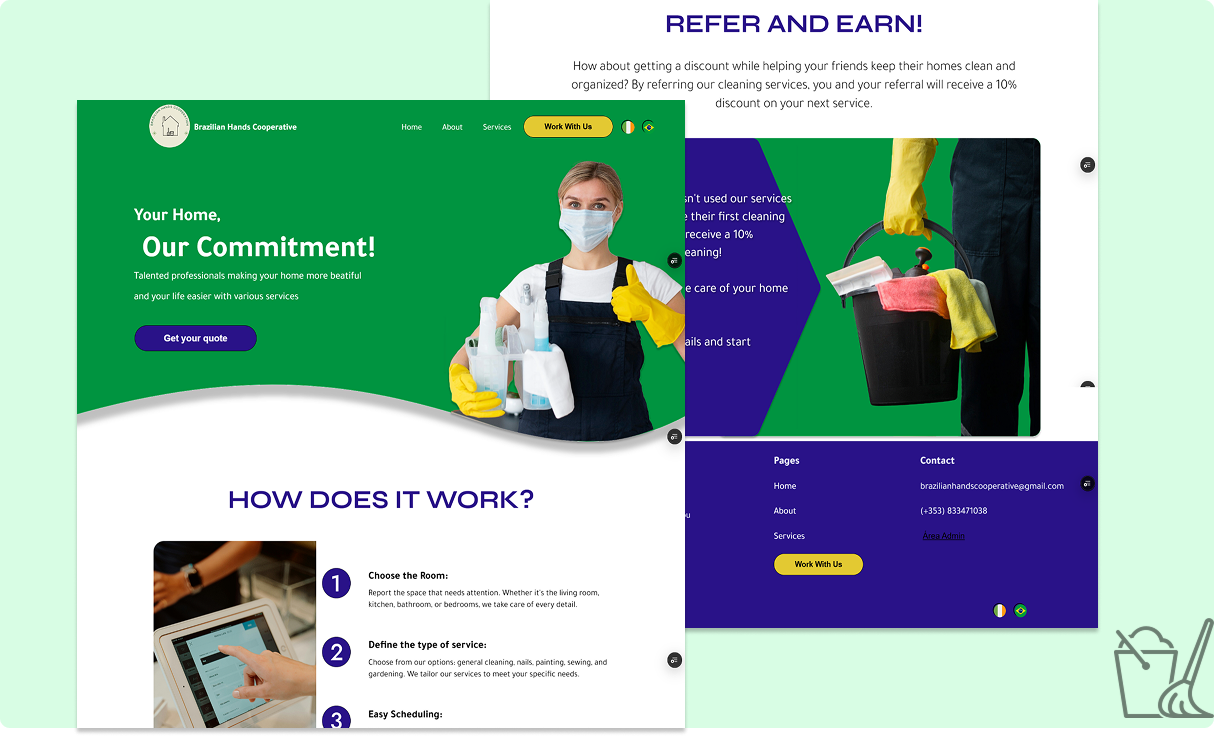 REFER AND EARN!
How about getting a discount while helping your friends keep their homes clean and
organized? By referring our cleaning services, you and your referral will receive a 10%
discount on your next service.
Brazilian Hands Cooperative
Home
About
Services
Work With Us
Your Home,
Our Commitment!
Talented professionals making your home more beatiful
and your life easier with various services
Get your quote
HOW DOES IT WORK?
1
Choose the Room:
Report the space that needs attention. Whether it's the living room,
kitchen, bathroom, or bedrooms, we take care of every detail.
2
Define the type of service:
Choose from our options: general cleaning, nails, painting, sewing, and
gardening. We tailor our services to meet your specific needs.
3
Easy Scheduling:
sn't used our services
their first cleaning
receive a 10%
eaning!
e care of your home
ails and start
Pages
Home
About
Services
Work With Us
Contact
brazilianhandscooperative@gmail.com
(+353) 833471038
Area Admin